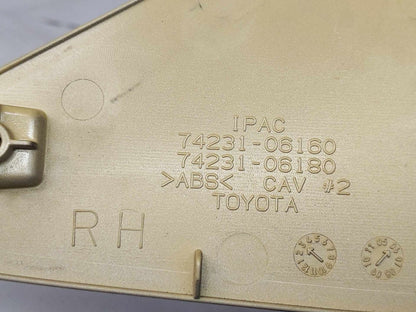 IPAC
74231-06160
74231-06180
>ABS< CAV #2
TOYOTA
RH